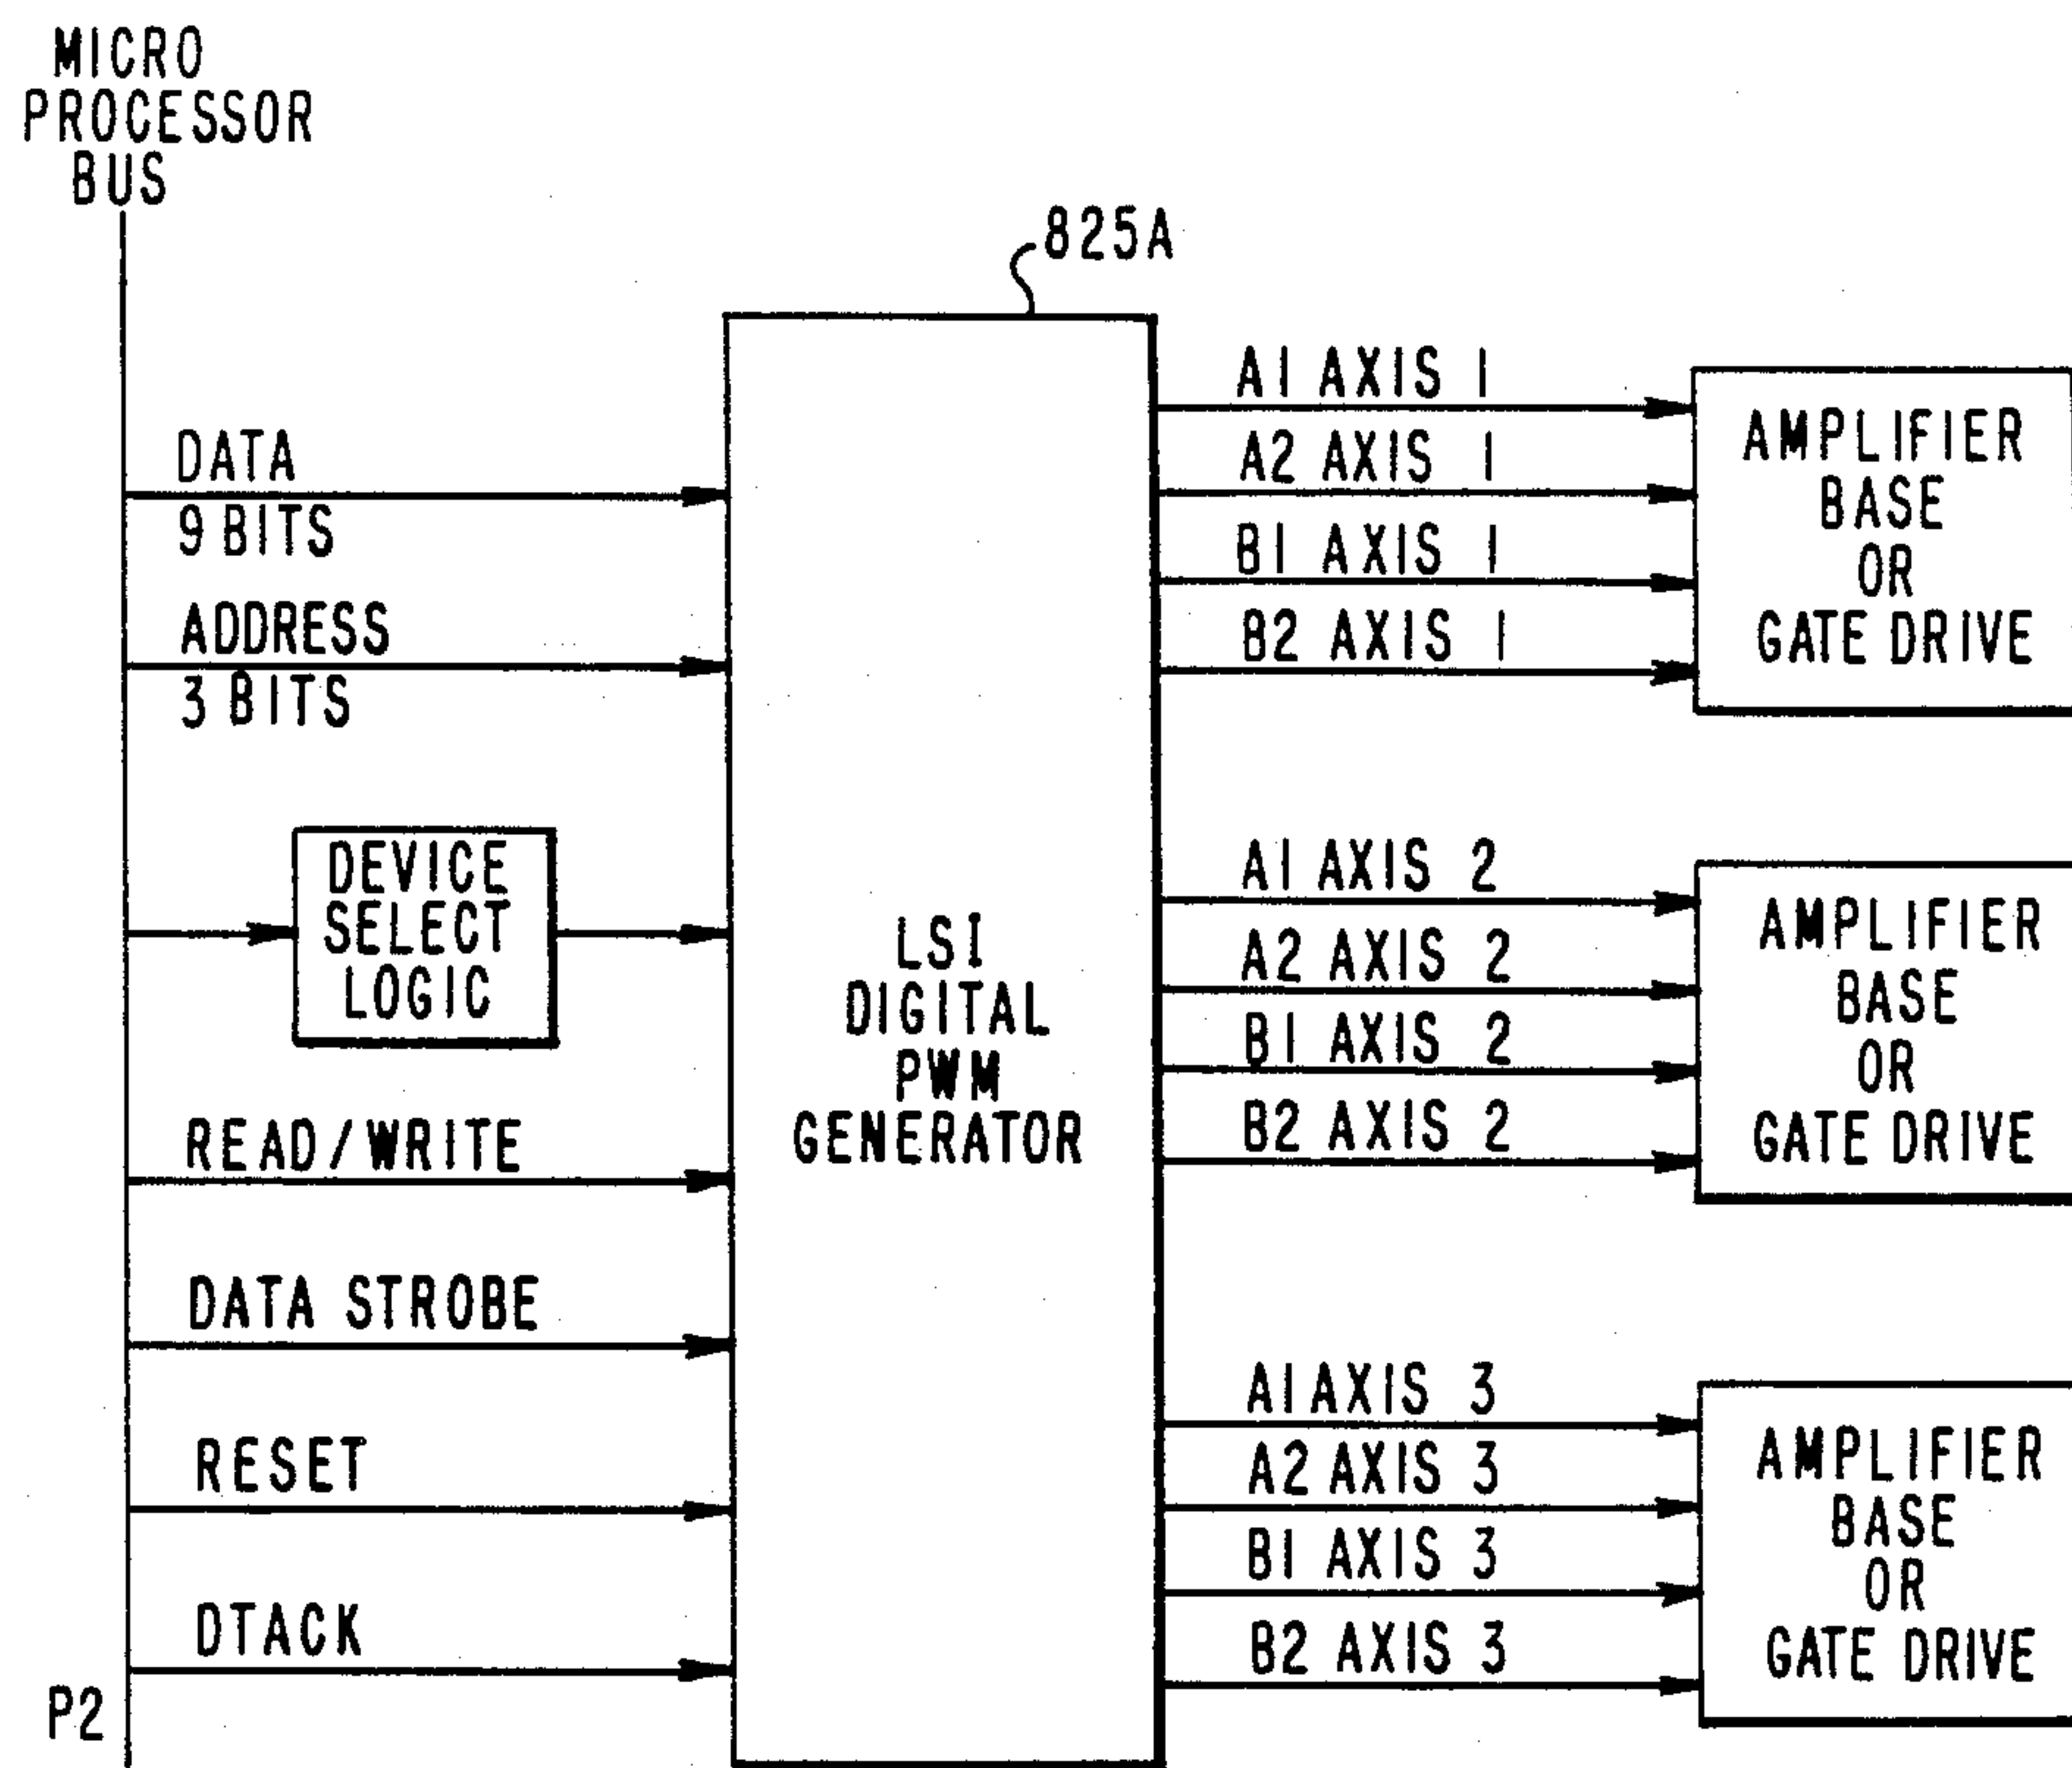 MICRO
PROCESSOR
BUS
825A
DATA
9 BITS
ADDRESS
3 BITS
DEVICE
SELECT
LOGIC
READ/WRITE
DATA STROBE
RESET
DTACK
P2
LSI
DIGITAL
PWM
GENERATOR
A1 AXIS 1
A2 AXIS 1
B1 AXIS 1
B2 AXIS 1
AMPLIFIER
BASE
OR
GATE DRIVE
A1 AXIS 2
A2 AXIS 2
B1 AXIS 2
B2 AXIS 2
AMPLIFIER
BASE
OR
GATE DRIVE
A1 AXIS 3
A2 AXIS 3
B1 AXIS 3
B2 AXIS 3
AMPLIFIER
BASE
OR
GATE DRIVE